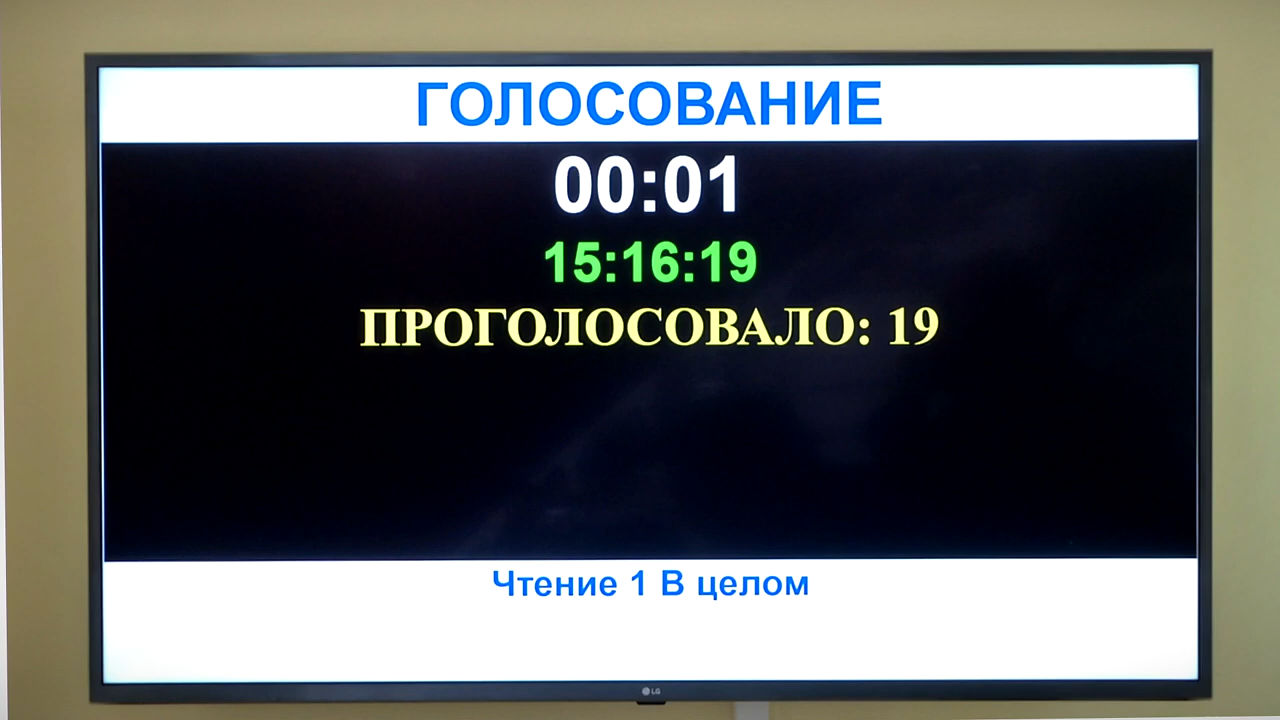 ГОЛОСОВАНИЕ
00:01
15:16:19
ПРОГОЛОСОВАЛО: 19
Чтение 1 В целом
LG